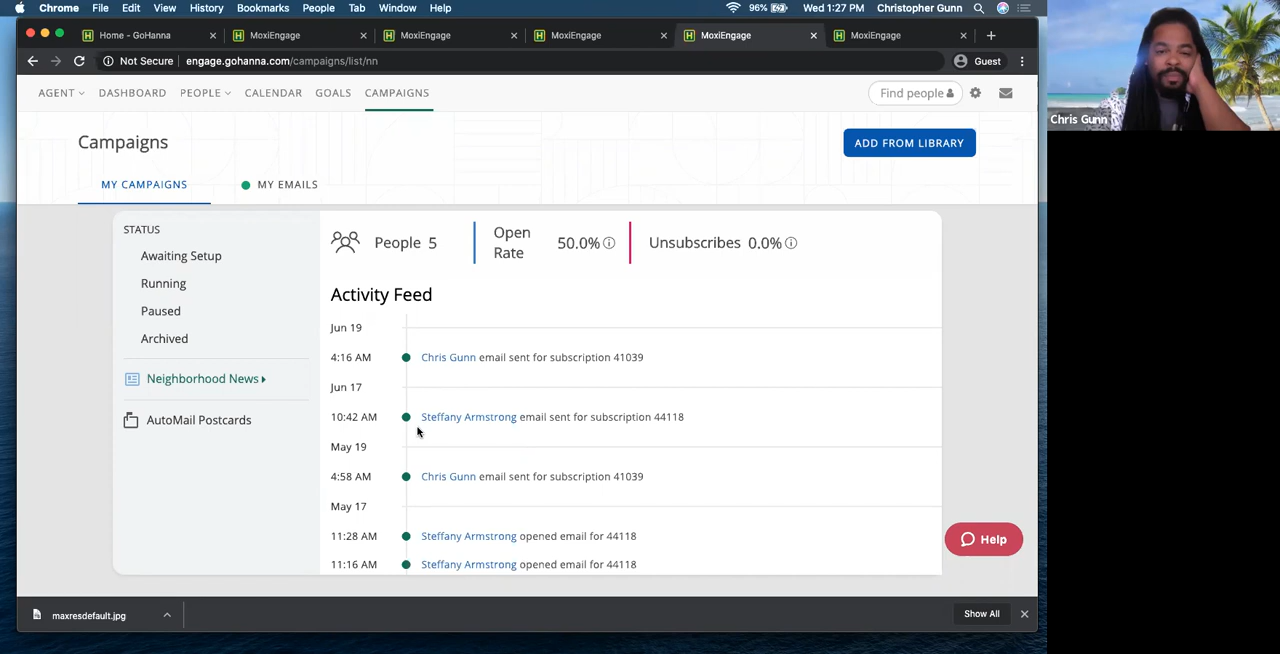 Chrome File Edit View History Bookmarks People Tab Window Help 96% Wed 1:27 PM Christopher Gunn
Home - GoHanna MoxiEngage MoxiEngage MoxiEngage MoxiEngage MoxiEngage
Not Secure engage.gohanna.com/campaigns/list/nn Guest
AGENT DASHBOARD PEOPLE CALENDAR GOALS CAMPAIGNS Find people
Chris Gunn
Campaigns
ADD FROM LIBRARY
MY CAMPAIGNS MY EMAILS
STATUS
Awaiting Setup
Running
Paused
Archived
Neighborhood News
AutoMail Postcards
People 5
Open Rate 50.0%
Unsubscribes 0.0%
Activity Feed
Jun 19
4:16 AM Chris Gunn email sent for subscription 41039
Jun 17
10:42 AM Steffany Armstrong email sent for subscription 44118
May 19
4:58 AM Chris Gunn email sent for subscription 41039
May 17
11:28 AM Steffany Armstrong opened email for 44118
11:16 AM Steffany Armstrong opened email for 44118
Help
maxresdefault.jpg Show All